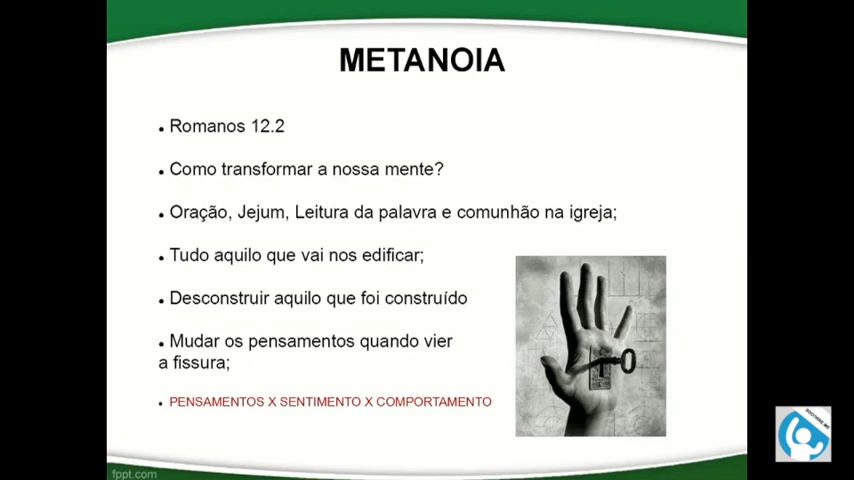 METANOIA
• Romanos 12.2
• Como transformar a nossa mente?
• Oração, Jejum, Leitura da palavra e comunhão na igreja;
• Tudo aquilo que vai nos edificar;
• Desconstruir aquilo que foi construído
• Mudar os pensamentos quando vier
a fissura;
• PENSAMENTOS X SENTIMENTO X COMPORTAMENTO
fppt.com